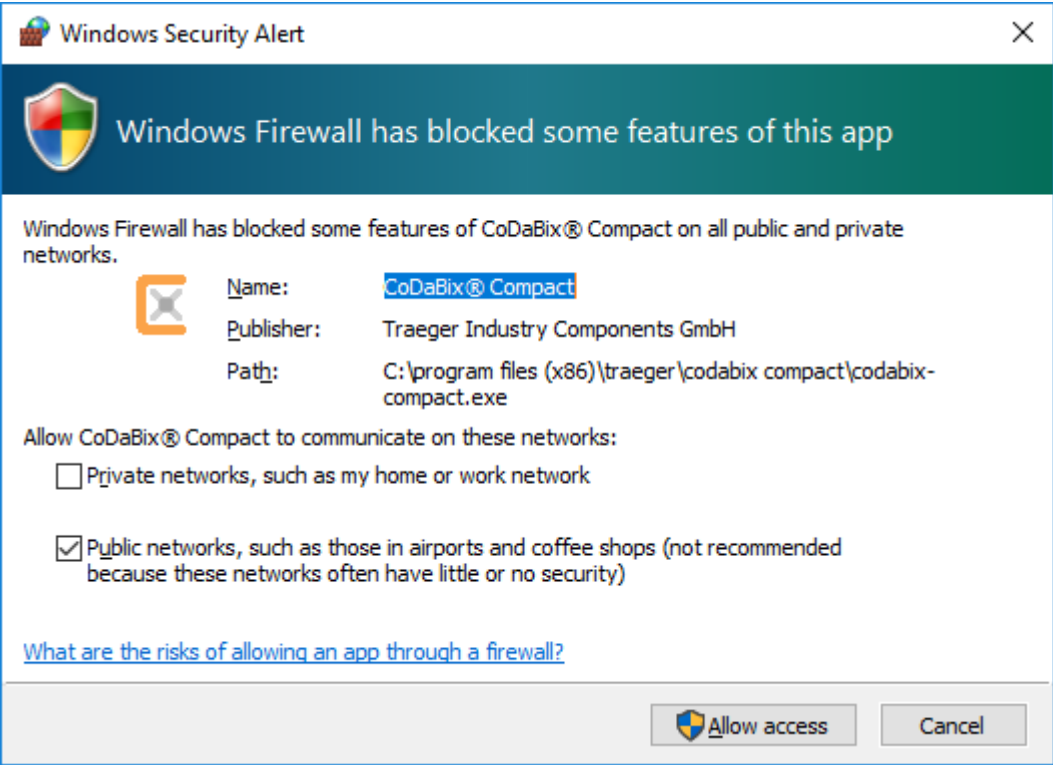 Windows Security Alert
Windows Firewall has blocked some features of this app
Windows Firewall has blocked some features of CoDaBix® Compact on all public and private
networks.
Name: CoDaBix® Compact
Publisher: Traeger Industry Components GmbH
Path: C:\program files (x86)\traeger\codabix compact\codabix-
compact.exe
Allow CoDaBix® Compact to communicate on these networks:
Private networks, such as my home or work network
Public networks, such as those in airports and coffee shops (not recommended
because these networks often have little or no security)
What are the risks of allowing an app through a firewall?
Allow access Cancel